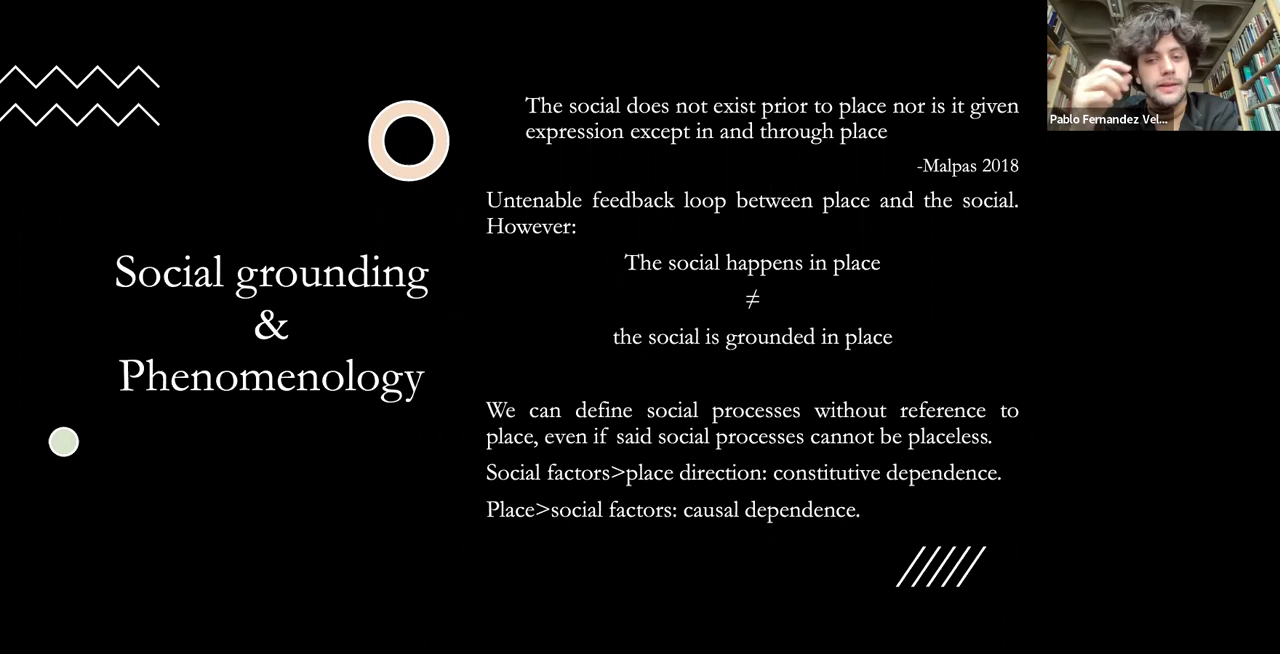 Social grounding
&
Phenomenology
The social does not exist prior to place nor is it given
expression except in and through place
-Malpas 2018
Untenable feedback loop between place and the social.
However:
The social happens in place
≠
the social is grounded in place
We can define social processes without reference to
place, even if said social processes cannot be placeless.
Social factors>place direction: constitutive dependence.
Place>social factors: causal dependence.
Pablo Fernandez Vel...